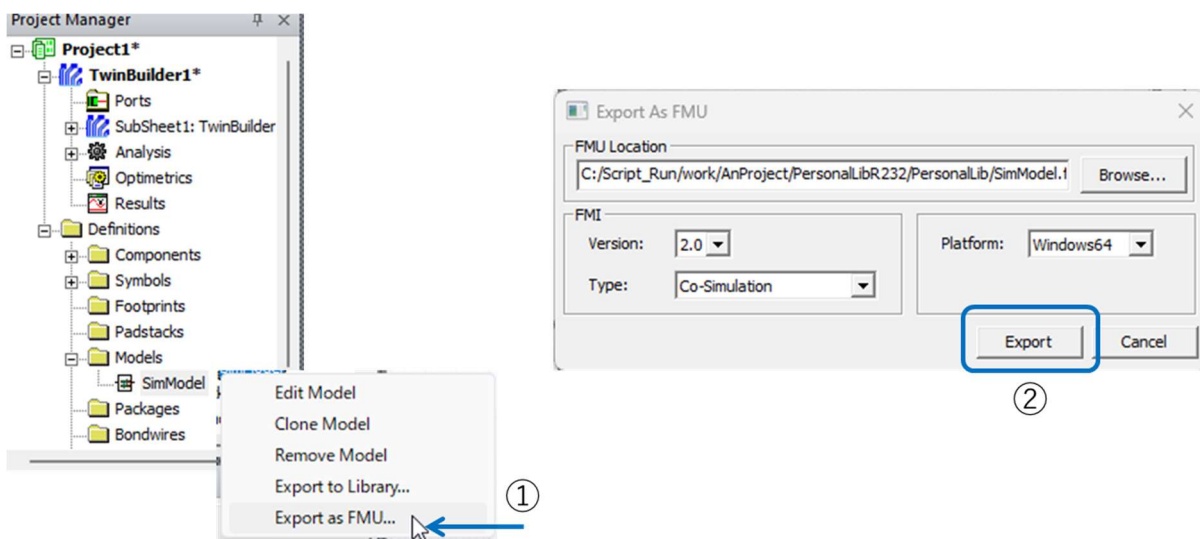 Project Manager
Project1*
TwinBuilder1*
Ports
SubSheet1: TwinBuilder
Analysis
Optimetrics
Results
Definitions
Components
Symbols
Footprints
Padstacks
Models
SimModel
Packages
Bondwires
Edit Model
Clone Model
Remove Model
Export to Library...
Export as FMU...
①
Export As FMU
FMU Location
C:/Script_Run/work/AnProject/PersonalLibR232/PersonalLib/SimModel.f
Browse...
FMI
Version:
2.0
Platform:
Windows64
Type:
Co-Simulation
Export
Cancel
②